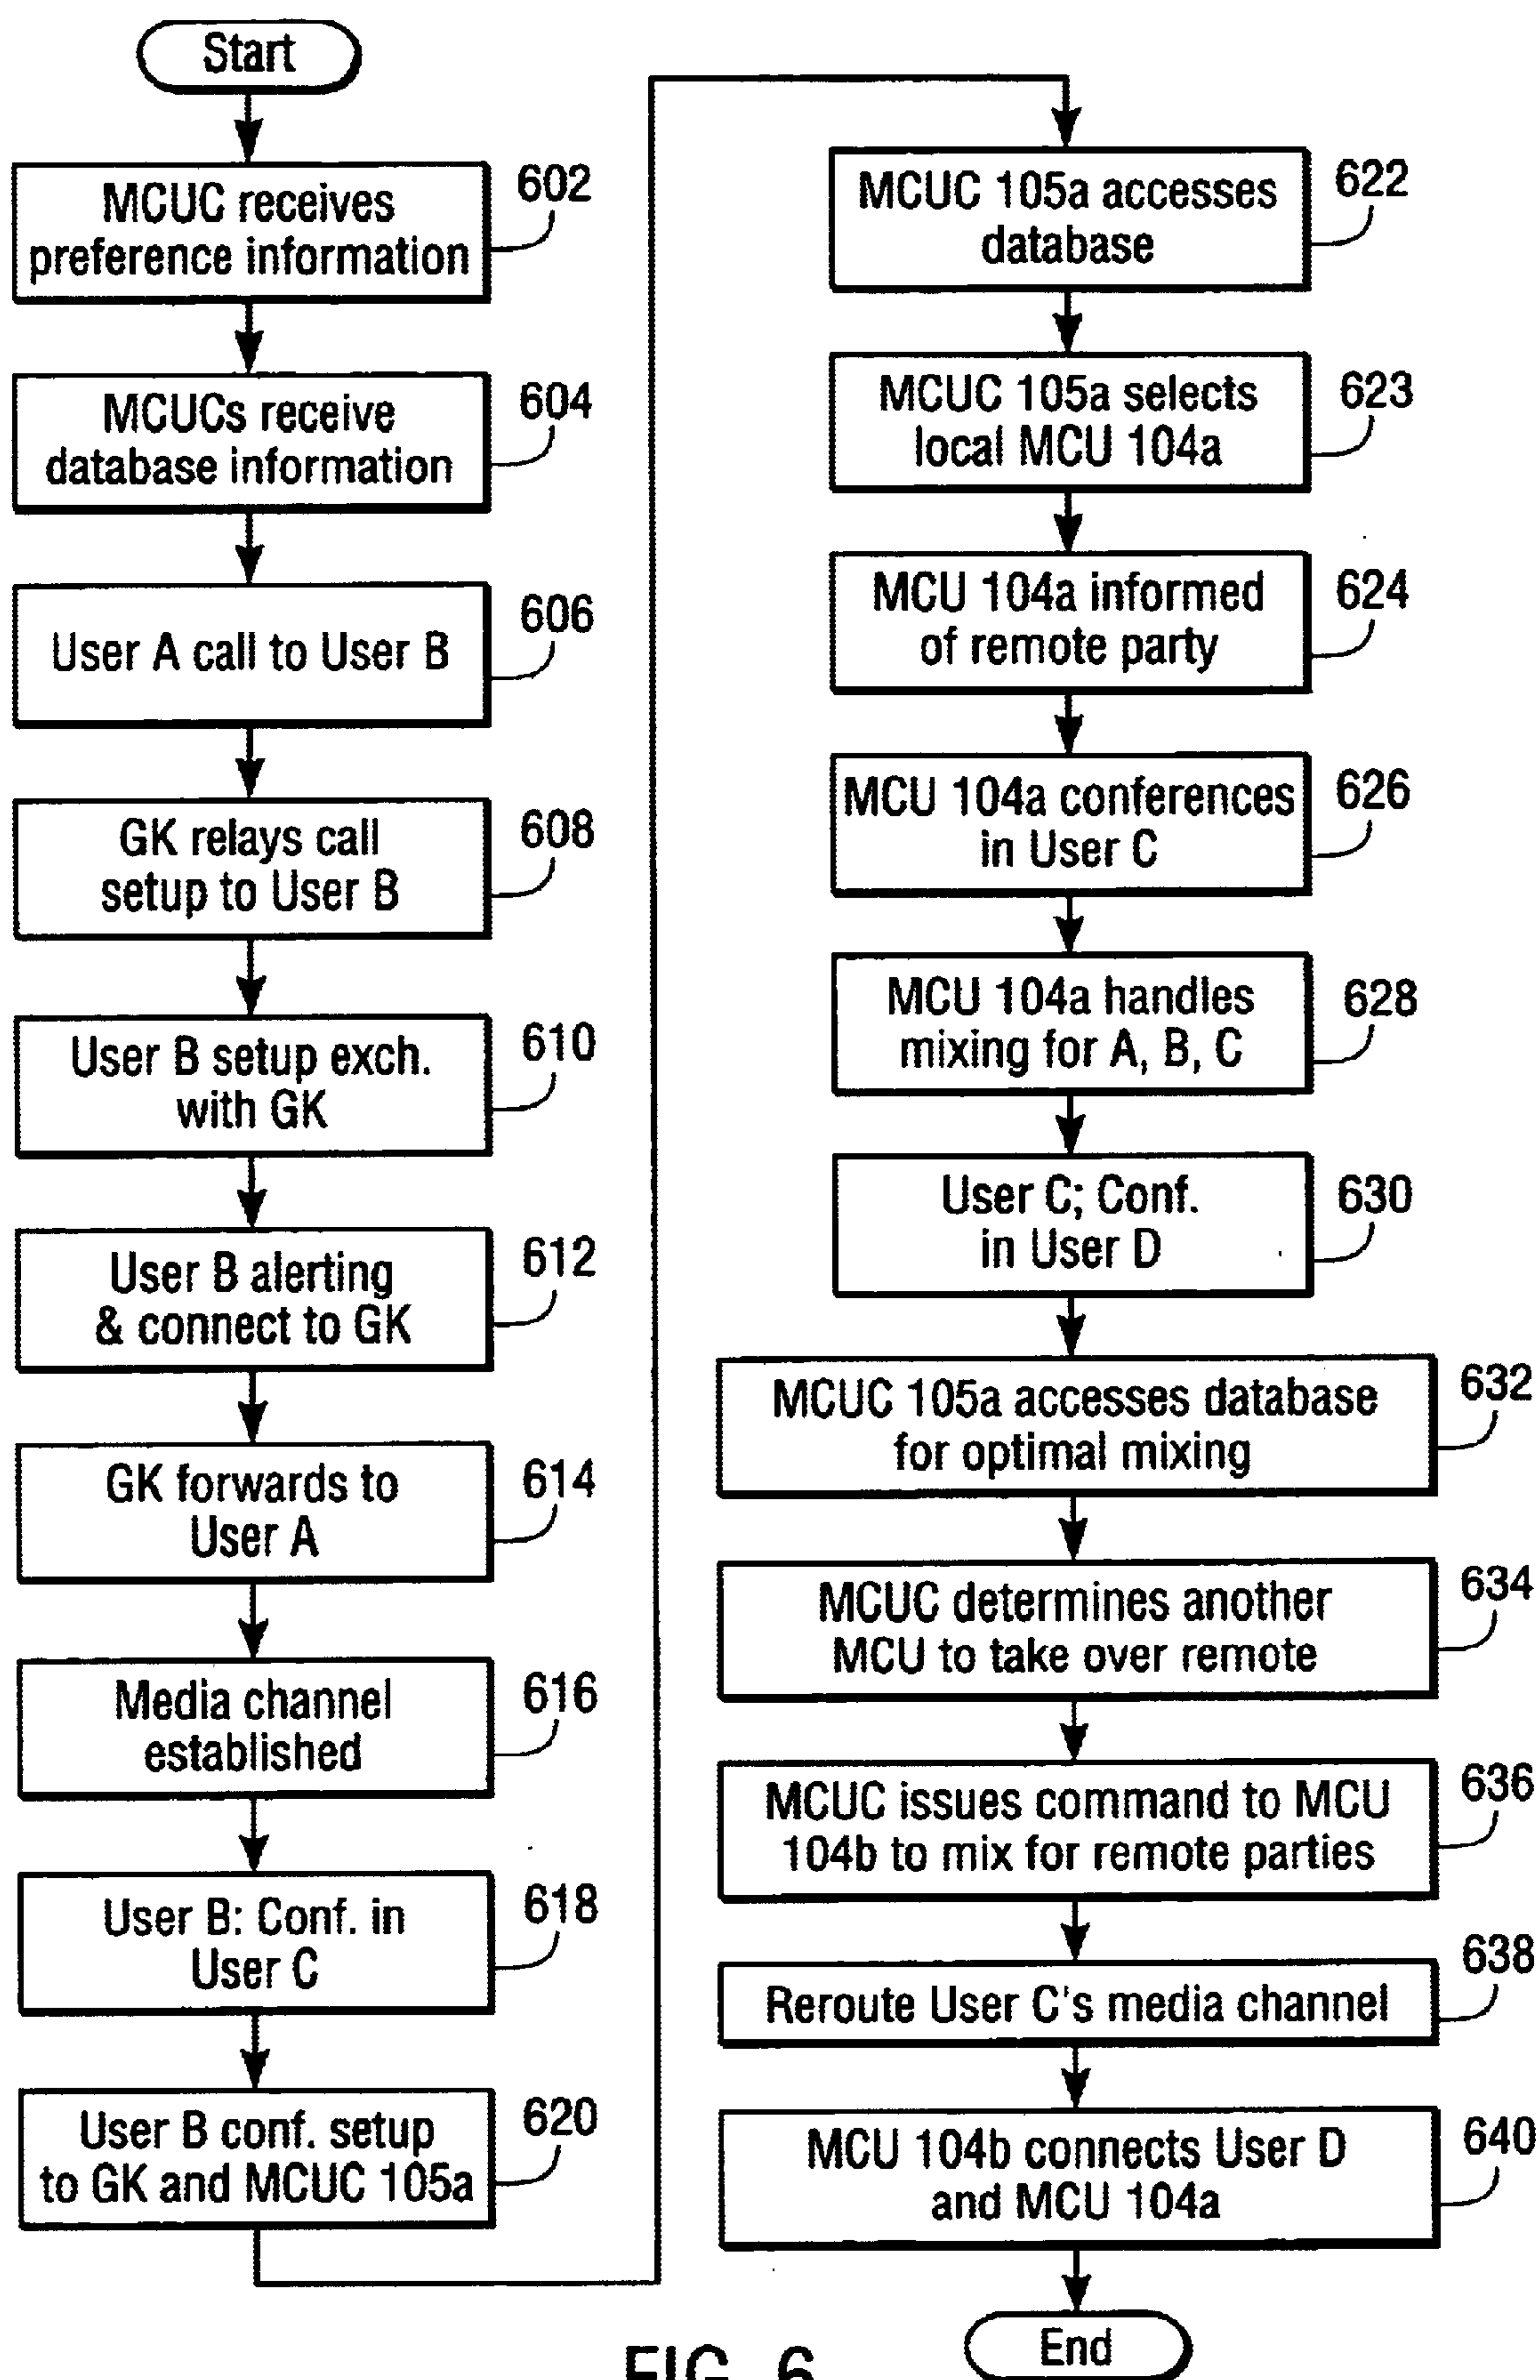 Start
MCUC receives
preference information
602
MCUCs receive
database information
604
User A call to User B
606
GK relays call
setup to User B
608
User B setup exch.
with GK
610
User B alerting
& connect to GK
612
GK forwards to
User A
614
Media channel
established
616
User B: Conf. in
User C
618
User B conf. setup
to GK and MCUC 105a
620
MCUC 105a accesses
database
622
MCUC 105a selects
local MCU 104a
623
MCU 104a informed
of remote party
624
MCU 104a conferences
in User C
626
MCU 104a handles
mixing for A, B, C
628
User C; Conf.
in User D
630
MCUC 105a accesses database
for optimal mixing
632
MCUC determines another
MCU to take over remote
634
MCUC issues command to MCU
104b to mix for remote parties
636
Reroute User C's media channel
638
MCU 104b connects User D
and MCU 104a
640
End
FIG. 6